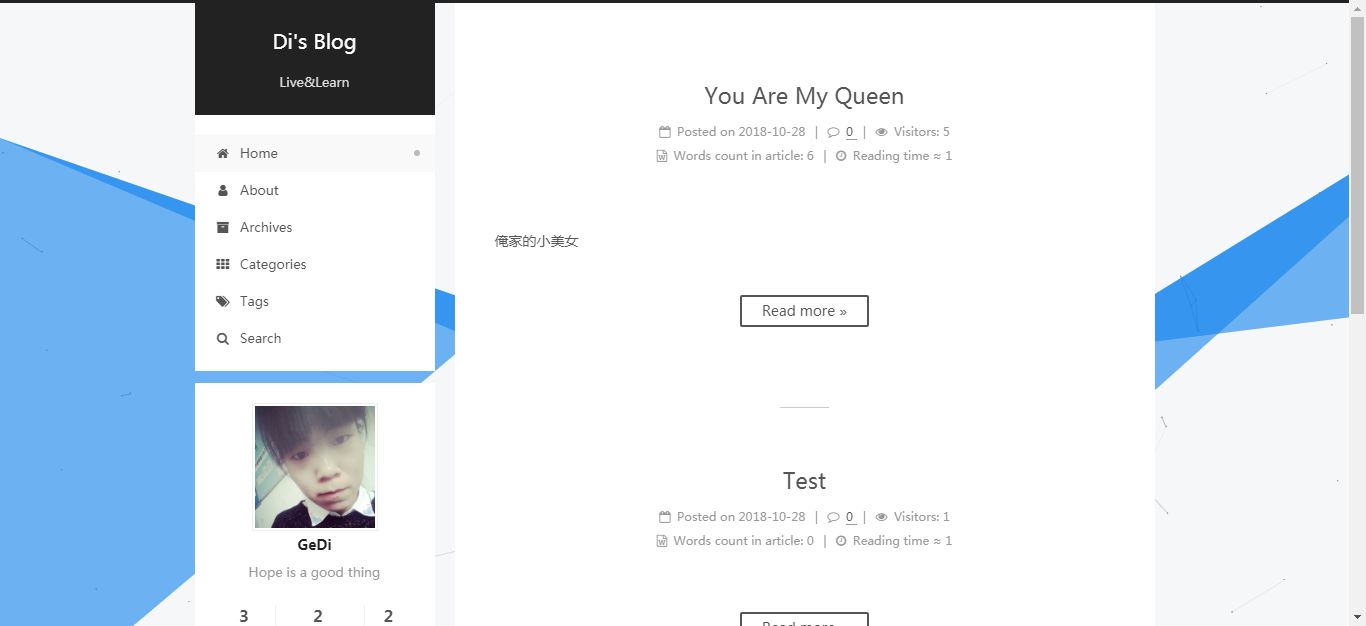 Di's Blog
Live&Learn
Home
About
Archives
Categories
Tags
Search
GeDi
Hope is a good thing
3 2 2
You Are My Queen
Posted on 2018-10-28 | 0 | Visitors: 5
Words count in article: 6 | Reading time ≈ 1
俺家的小美女
Read more »
Test
Posted on 2018-10-28 | 0 | Visitors: 1
Words count in article: 0 | Reading time ≈ 1
Read more